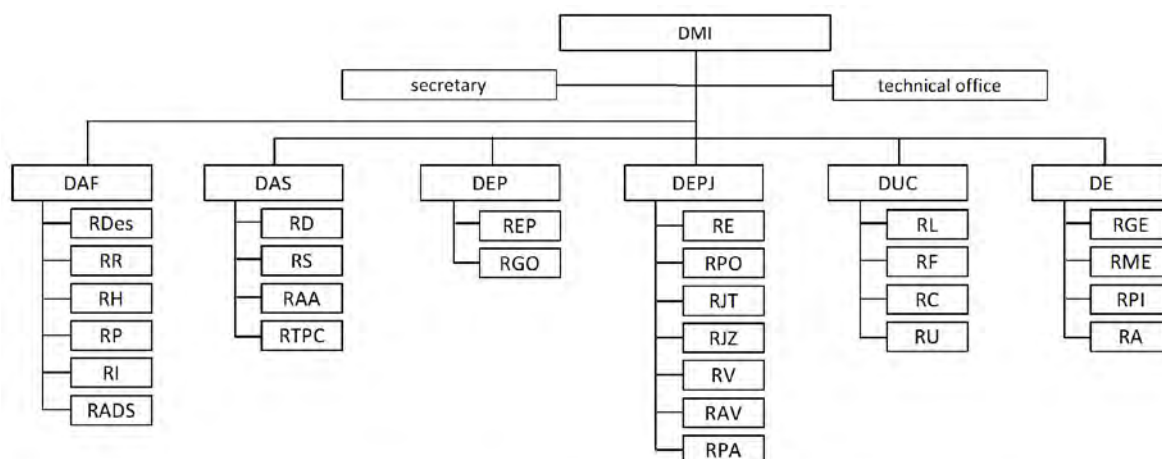 DMI
secretary
technical office
DAF
RDes
RR
RH
RP
RI
RADS
DAS
RD
RS
RAA
RTPC
DEP
REP
RGO
DEPJ
RE
RPO
RJT
RJZ
RV
RAV
RPA
DUC
RL
RF
RC
RU
DE
RGE
RME
RPI
RA